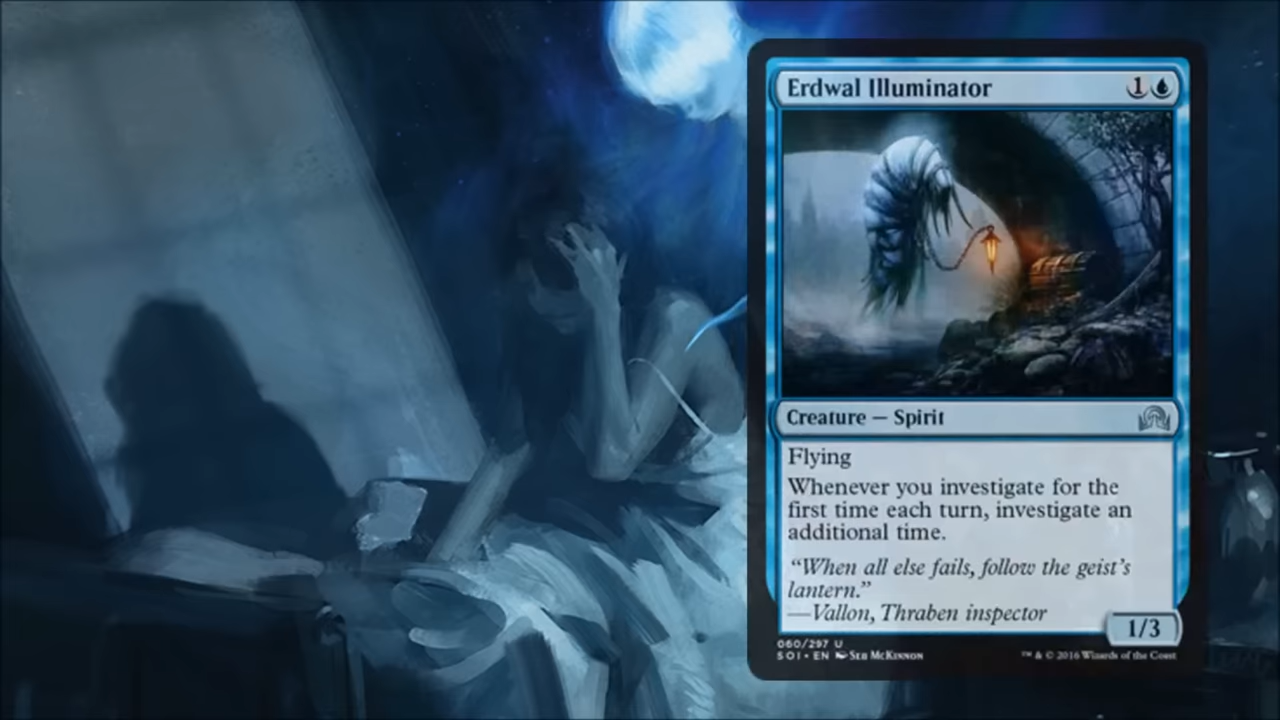 Erdwal Illuminator 1
Creature — Spirit
Flying
Whenever you investigate for the
first time each turn, investigate an
additional time.
“When all else fails, follow the geist’s
lantern.”
—Vallon, Thraben inspector
1/3
060/297 U
SOI • EN Seb McKinnon
™ & © 2016 Wizards of the Coast